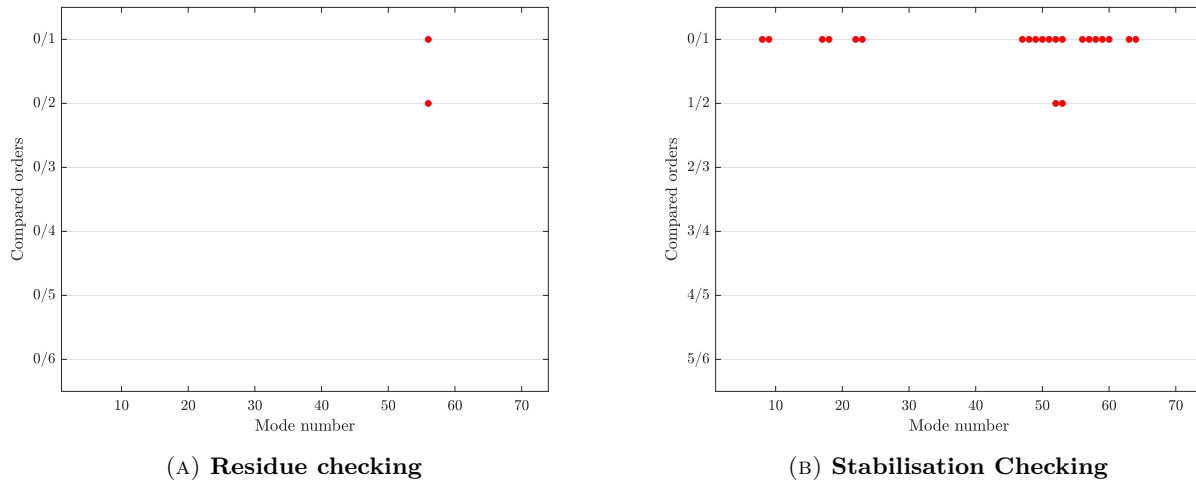 0/1
0/2
0/3
0/4
0/5
0/6
Compared orders
10 20 30 40 50 60 70
Mode number
(A) Residue checking
0/1
1/2
2/3
3/4
4/5
5/6
Compared orders
10 20 30 40 50 60 70
Mode number
(B) Stabilisation Checking